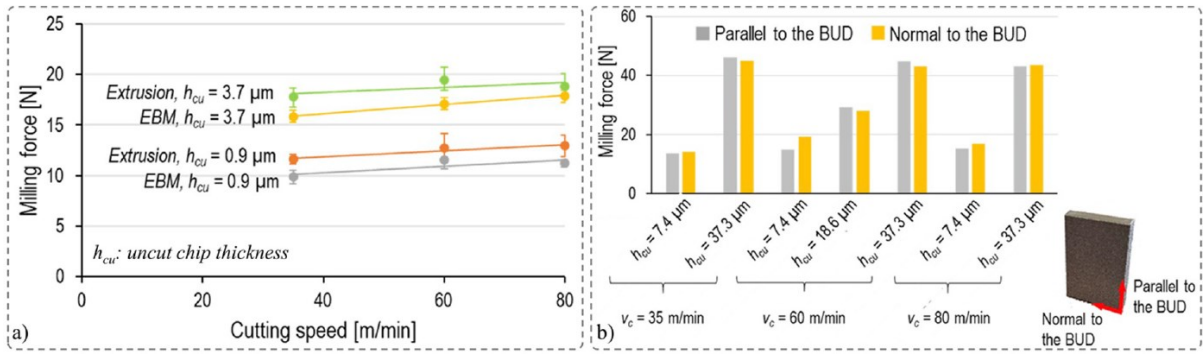 25
20
15
10
5
0
Milling force [N]
Extrusion, hcu = 3.7 μm
EBM, hcu = 3.7 μm
Extrusion, hcu = 0.9 μm
EBM, hcu = 0.9 μm
hcu: uncut chip thickness
0 20 40 60 80
Cutting speed [m/min]
a)
60
40
20
0
Milling force [N]
Parallel to the BUD Normal to the BUD
hcu = 7.4 μm
hcu = 37.3 μm
hcu = 7.4 μm
hcu = 18.6 μm
hcu = 37.3 μm
hcu = 7.4 μm
hcu = 37.3 μm
vc = 35 m/min vc = 60 m/min vc = 80 m/min
Parallel to
the BUD
Normal to
the BUD
b)